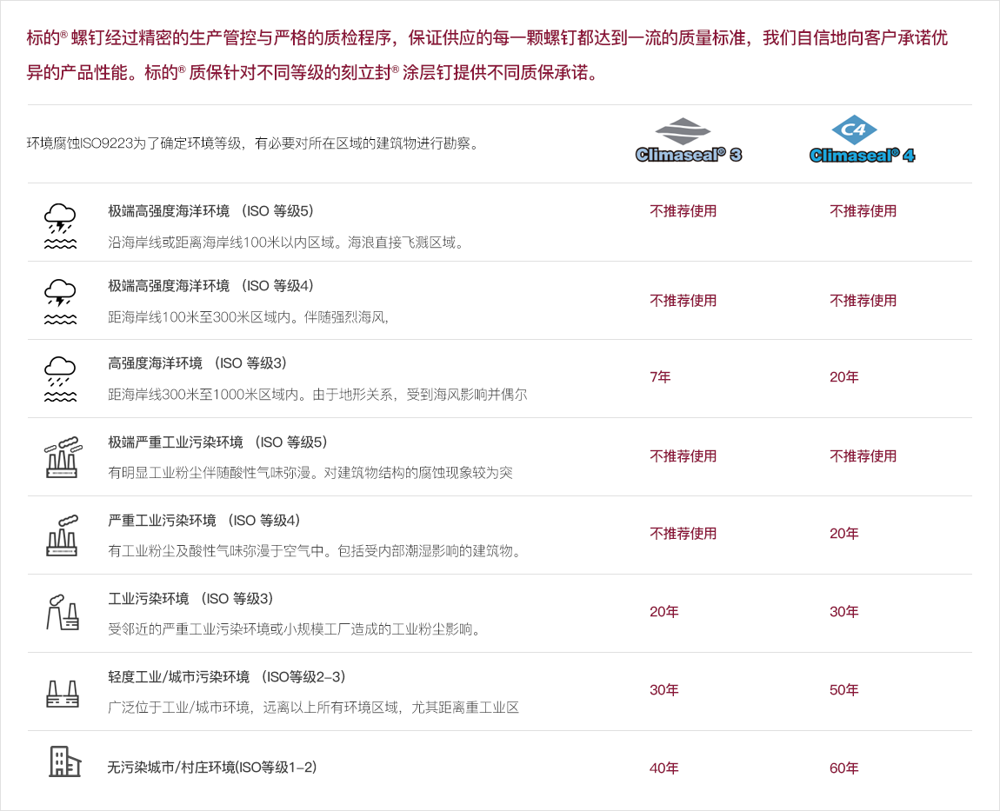 标的® 螺钉经过精密的生产管控与严格的质检程序，保证供应的每一颗螺钉都达到一流的质量标准，我们自信地向客户承诺优
异的产品性能。标的® 质保针对不同等级的刻立封® 涂层钉提供不同质保承诺。
环境腐蚀ISO9223为了确定环境等级，有必要对所在区域的建筑物进行勘察。
Climaseal® 3
C4
Climaseal® 4
极端高强度海洋环境 （ISO 等级5）
不推荐使用 不推荐使用
沿海岸线或距离海岸线100米以内区域。海浪直接飞溅区域。
极端高强度海洋环境 （ISO 等级4）
不推荐使用 不推荐使用
距海岸线100米至300米区域内。伴随强烈海风,
高强度海洋环境 （ISO 等级3）
7年 20年
距海岸线300米至1000米区域内。由于地形关系，受到海风影响并偶尔
极端严重工业污染环境 （ISO 等级5）
不推荐使用 不推荐使用
有明显工业粉尘伴随酸性气味弥漫。对建筑物结构的腐蚀现象较为突
严重工业污染环境 （ISO 等级4）
不推荐使用 20年
有工业粉尘及酸性气味弥漫于空气中。包括受内部潮湿影响的建筑物。
工业污染环境 （ISO 等级3）
20年 30年
受邻近的严重工业污染环境或小规模工厂造成的工业粉尘影响。
轻度工业/城市污染环境 （ISO等级2–3）
30年 50年
广泛位于工业/城市环境，远离以上所有环境区域，尤其距离重工业区
无污染城市/村庄环境(ISO等级1–2)
40年 60年